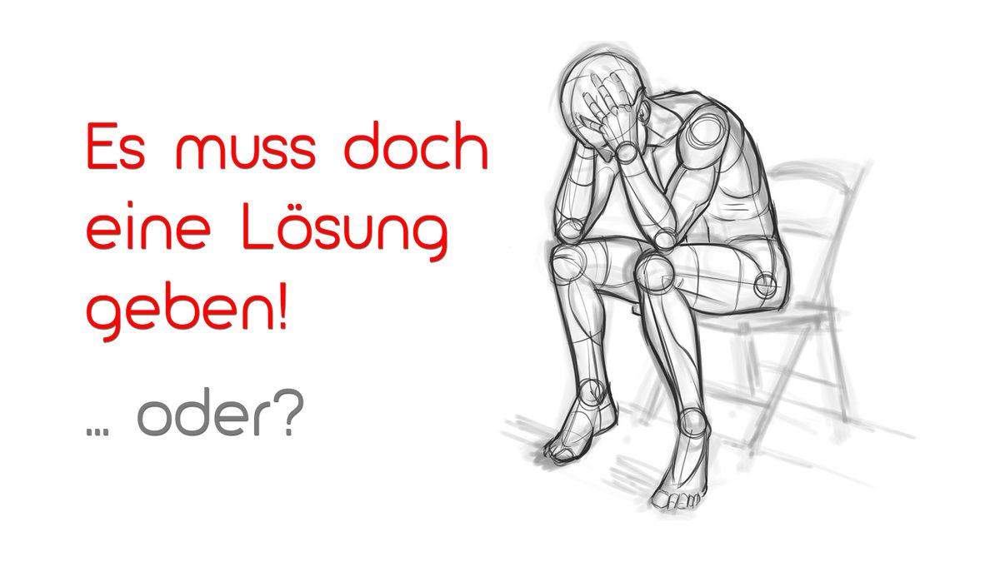 Es muss doch
eine Lösung
geben!
... oder?